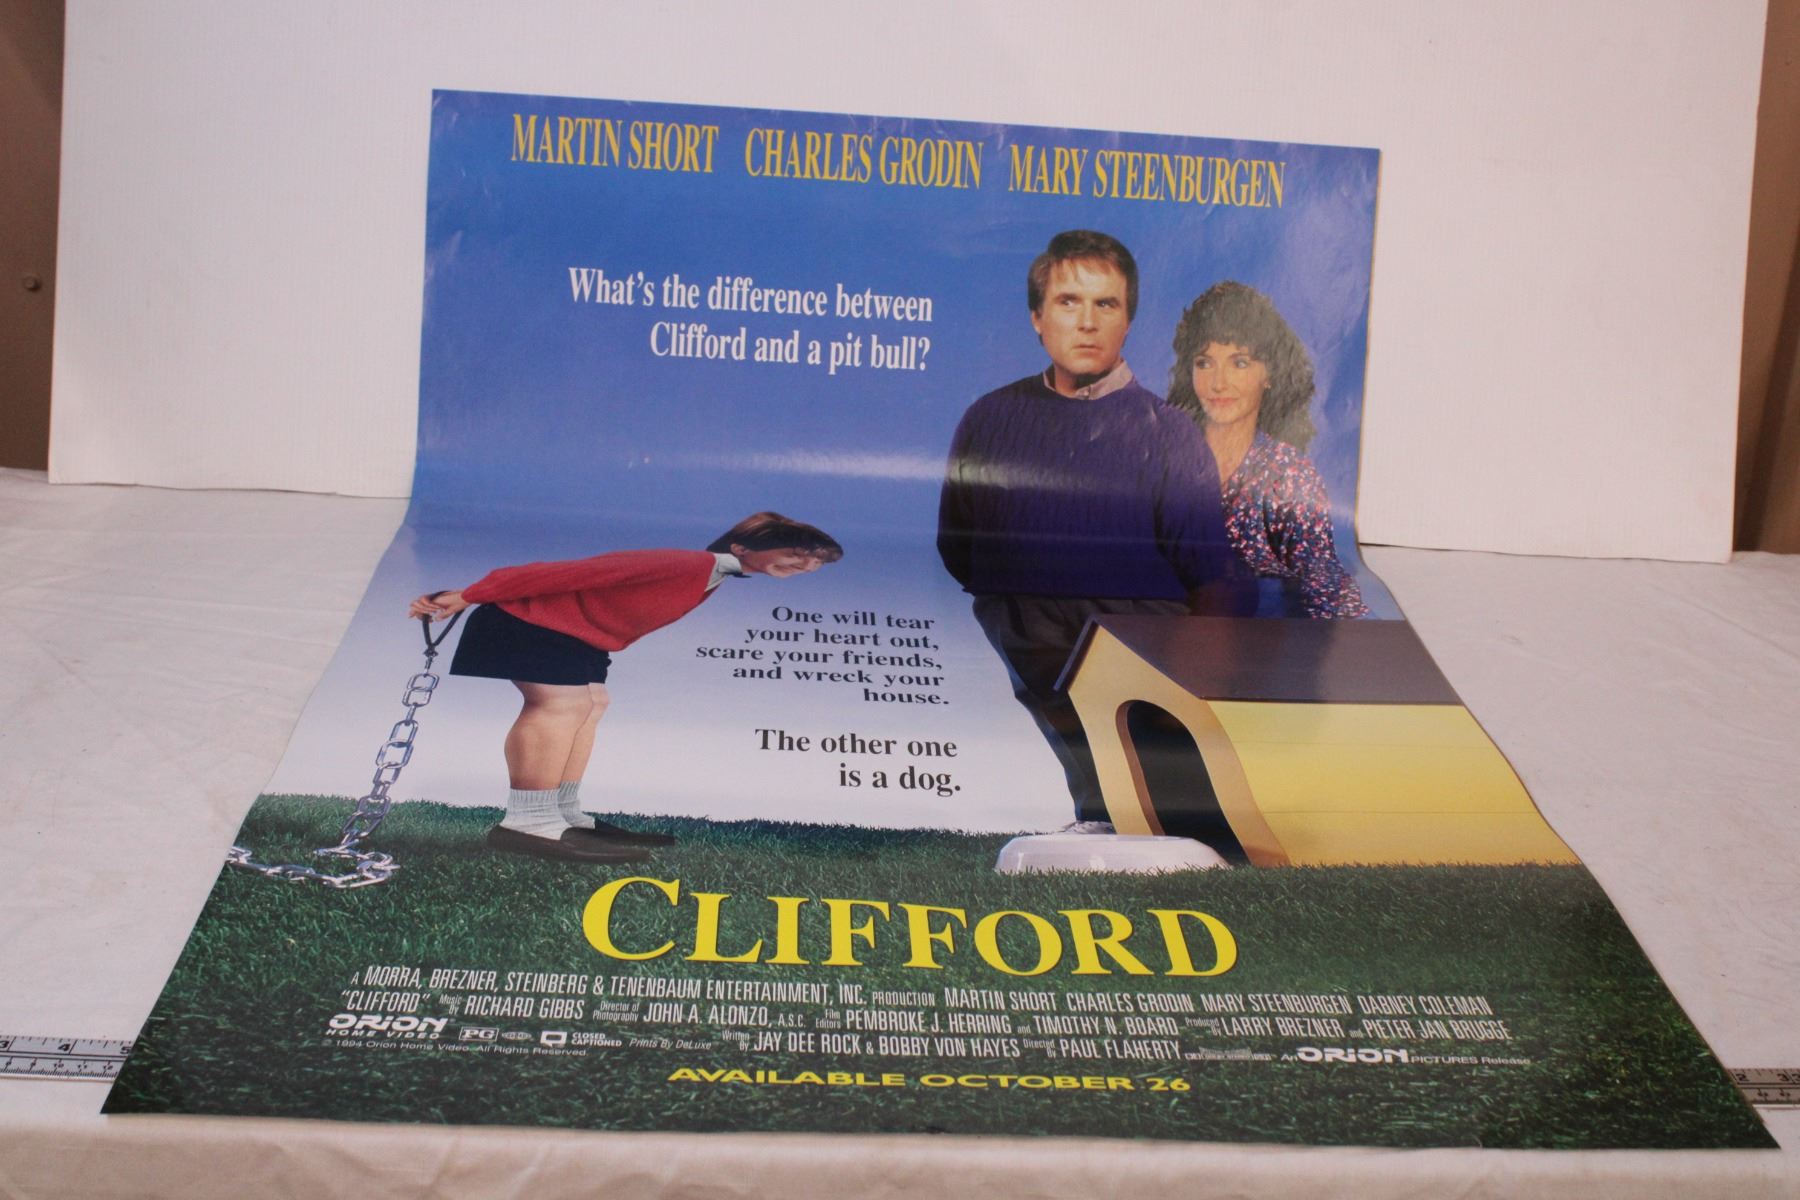 MARTIN SHORT CHARLES GRODIN MARY STEENBURGEN
What's the difference between
Clifford and a pit bull?
One will tear
your heart out,
scare your friends,
and wreck your
house.
The other one
is a dog.
CLIFFORD
A MORRA, BREZNER, STEINBERG & TENENBAUM ENTERTAINMENT, INC. PRODUCTION MARTIN SHORT CHARLES GRODIN MARY STEENBURGEN DABNEY COLEMAN
"CLIFFORD" Music by RICHARD GIBBS Director of Photography JOHN A. ALONZO, A.S.C. Film Editors PEMBROKE J. HERRING and TIMOTHY N. BOARD Produced by LARRY BREZNER and PIETER JAN BRUGGE
ORION HOME VIDEO PG CLOSED CAPTIONED Prints By DeLuxe Written by JAY DEE ROCK & BOBBY VON HAYES Directed by PAUL FLAHERTY An ORION PICTURES Release
© 1994 Orion Home Video. All Rights Reserved.
AVAILABLE OCTOBER 26
3 4 5
2 3